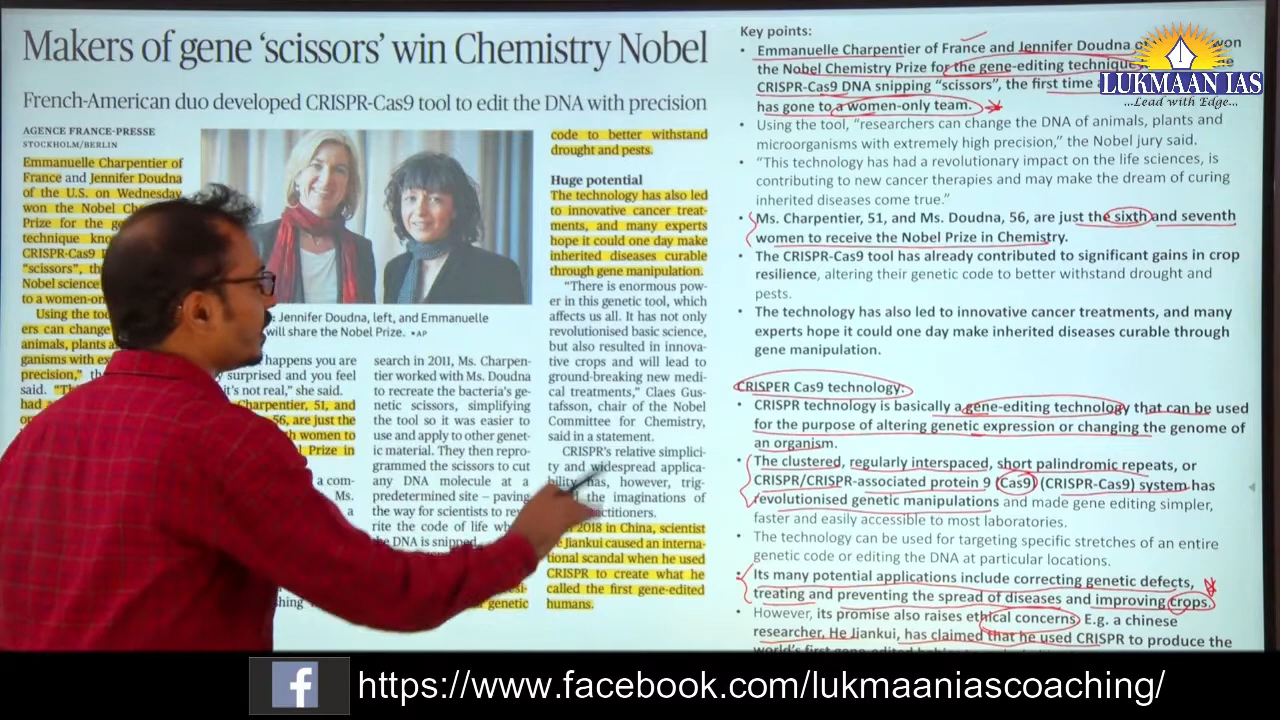 Makers of gene ‘scissors’ win Chemistry Nobel
French-American duo developed CRISPR-Cas9 tool to edit the DNA with precision
AGENCE FRANCE-PRESSE
STOCKHOLM/BERLIN
Emmanuelle Charpentier of
France and Jennifer Doudna
of the U.S. on Wednesday
won the Nobel
Prize for the
technique
CRISPR-Cas9
“scissors”,
Nobel science
to a
Using the
ers can change
animals, plants
ganisms with
precision,”
said.
had a
Jennifer Doudna, left, and Emmanuelle
will share the Nobel Prize. •AP
happens you are
surprised and you feel
it's not real,” she said.
Charpentier, 51, and
56, are just the
women to
Prize in
a com-
Ms.
a
search in 2011, Ms. Charpen-
tier worked with Ms. Doudna
to recreate the bacteria's ge-
netic scissors, simplifying
the tool so it was easier to
use and apply to other genet-
ic material. They then repro-
grammed the scissors to cut
any DNA molecule at a
predetermined site – paving
the way for scientists to
rite the code of life
DNA is snipped
genetic
code to better withstand
drought and pests.
Huge potential
The technology has also led
to innovative cancer treat-
ments, and many experts
hope it could one day make
inherited diseases curable
through gene manipulation.
“There is enormous pow-
er in this genetic tool, which
affects us all. It has not only
revolutionised basic science,
but also resulted in innova-
tive crops and will lead to
ground-breaking new medi-
cal treatments,” Claes Gus-
tafsson, chair of the Nobel
Committee for Chemistry,
said in a statement.
CRISPR's relative simplici-
ty and widespread applica-
bility has, however, trig-
the imaginations of
2018 in China, scientist
Jiankui caused an interna-
tional scandal when he used
CRISPR to create what he
called the first gene-edited
humans.
Key points:
• Emmanuelle Charpentier of France and Jennifer Doudna won
the Nobel Chemistry Prize for the gene-editing technique
CRISPR-Cas9 DNA snipping “scissors”, the first time
has gone to a women-only team.
• Using the tool, “researchers can change the DNA of animals, plants and
microorganisms with extremely high precision,” the Nobel jury said.
• “This technology has had a revolutionary impact on the life sciences, is
contributing to new cancer therapies and may make the dream of curing
inherited diseases come true.”
• Ms. Charpentier, 51, and Ms. Doudna, 56, are just the sixth and seventh
women to receive the Nobel Prize in Chemistry.
• The CRISPR-Cas9 tool has already contributed to significant gains in crop
resilience, altering their genetic code to better withstand drought and
pests.
• The technology has also led to innovative cancer treatments, and many
experts hope it could one day make inherited diseases curable through
gene manipulation.
CRISPER Cas9 technology:
• CRISPR technology is basically a gene-editing technology that can be used
for the purpose of altering genetic expression or changing the genome of
an organism.
• The clustered, regularly interspaced, short palindromic repeats, or
CRISPR/CRISPR-associated protein 9 (Cas9) (CRISPR-Cas9) system has
revolutionised genetic manipulations and made gene editing simpler,
faster and easily accessible to most laboratories.
• The technology can be used for targeting specific stretches of an entire
genetic code or editing the DNA at particular locations.
• Its many potential applications include correcting genetic defects,
treating and preventing the spread of diseases and improving crops.
• However, its promise also raises ethical concerns E.g. a chinese
researcher, He Jiankui, has claimed that he used CRISPR to produce the
LUKMAAN IAS
...Lead with Edge...
https://www.facebook.com/lukmaaniascoaching/